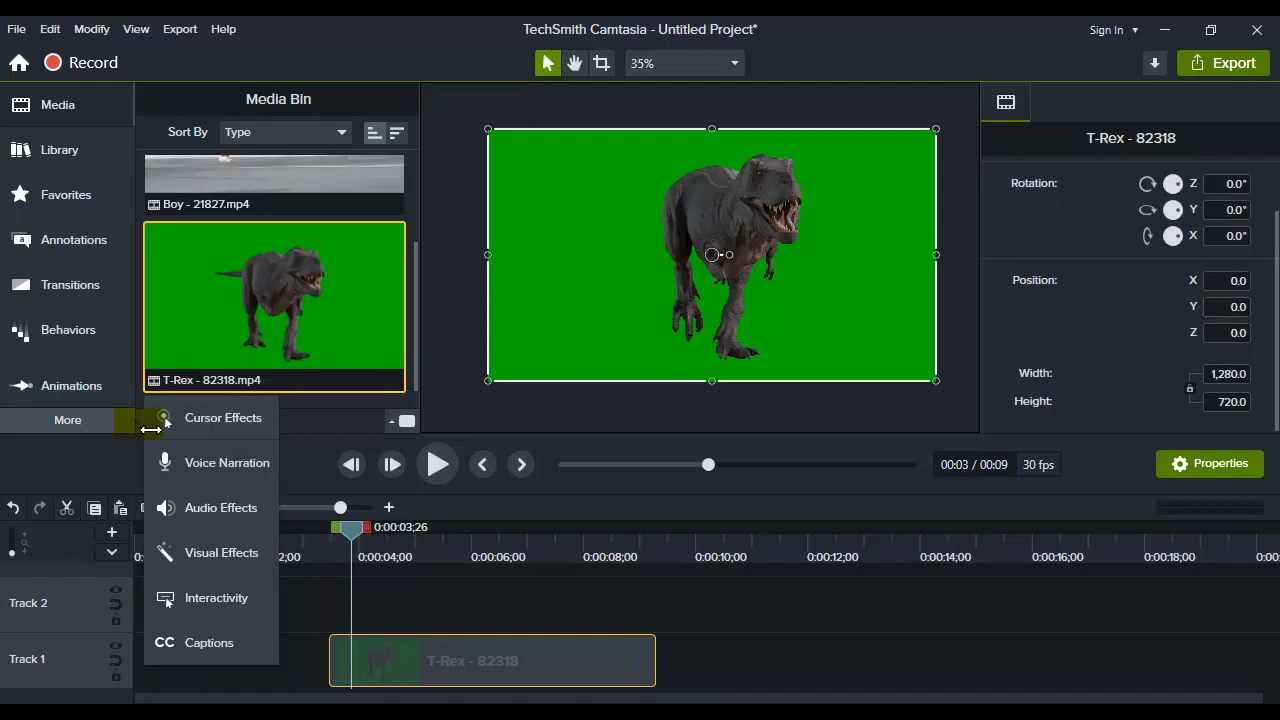 File Edit Modify View Export Help
TechSmith Camtasia - Untitled Project*
Sign In
Record
35%
Export
Media
Library
Favorites
Annotations
Transitions
Behaviors
Animations
More
Media Bin
Sort By Type
Boy - 21827.mp4
T-Rex - 82318.mp4
Cursor Effects
Voice Narration
Audio Effects
Visual Effects
Interactivity
CC Captions
T-Rex - 82318
Rotation: Z 0.0°
Y 0.0°
X 0.0°
Position: X 0.0
Y 0.0
Z 0.0
Width: 1,280.0
Height: 720.0
00:03 / 00:09 30 fps
Properties
0:00:03;26
2;00 0:00:04;00 0:00:06;00 0:00:08;00 0:00:10;00 0:00:12;00 0:00:14;00 0:00:16;00 0:00:18;00
Track 2
Track 1
T-Rex - 82318